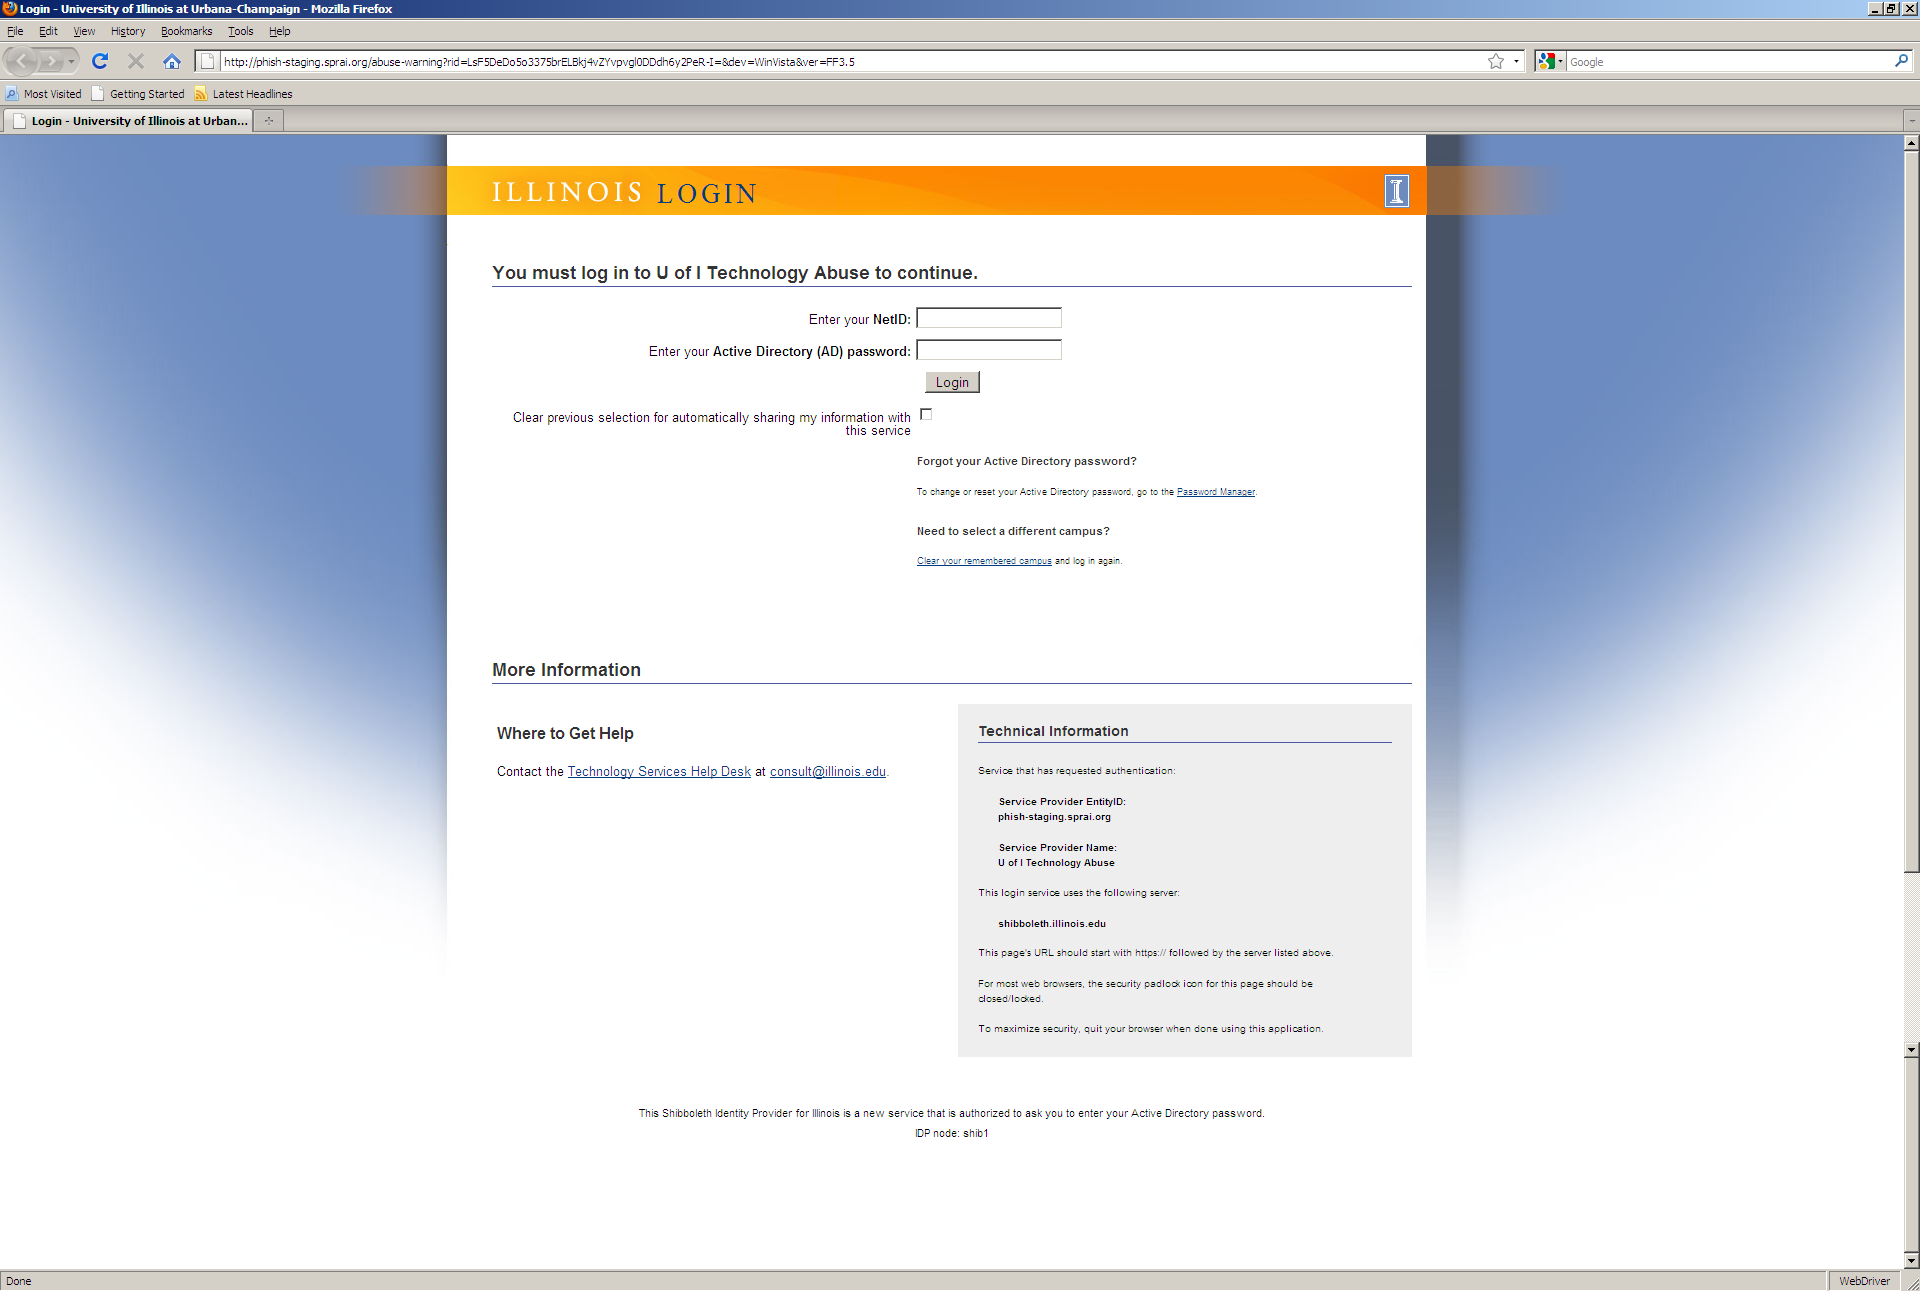 Login - University of Illinois at Urbana-Champaign - Mozilla Firefox
File Edit View History Bookmarks Tools Help
http://phish-staging.sprai.org/abuse-warning?rid=LsF5DeDo5o3375brELBkj4vZYvpvgl0DDdh6y2PeR-I=&dev=WinVista&ver=FF3.5
Google
Most Visited Getting Started Latest Headlines
Login - University of Illinois at Urban...
ILLINOIS LOGIN
You must log in to U of I Technology Abuse to continue.
Enter your NetID:
Enter your Active Directory (AD) password:
Login
Clear previous selection for automatically sharing my information with
this service
Forgot your Active Directory password?
To change or reset your Active Directory password, go to the Password Manager.
Need to select a different campus?
Clear your remembered campus and log in again.
More Information
Where to Get Help
Contact the Technology Services Help Desk at consult@illinois.edu.
Technical Information
Service that has requested authentication:
Service Provider EntityID:
phish-staging.sprai.org
Service Provider Name:
U of I Technology Abuse
This login service uses the following server:
shibboleth.illinois.edu
This page's URL should start with https:// followed by the server listed above.
For most web browsers, the security padlock icon for this page should be
closed/locked.
To maximize security, quit your browser when done using this application.
This Shibboleth Identity Provider for Illinois is a new service that is authorized to ask you to enter your Active Directory password.
IDP node: shib1
Done
WebDriver